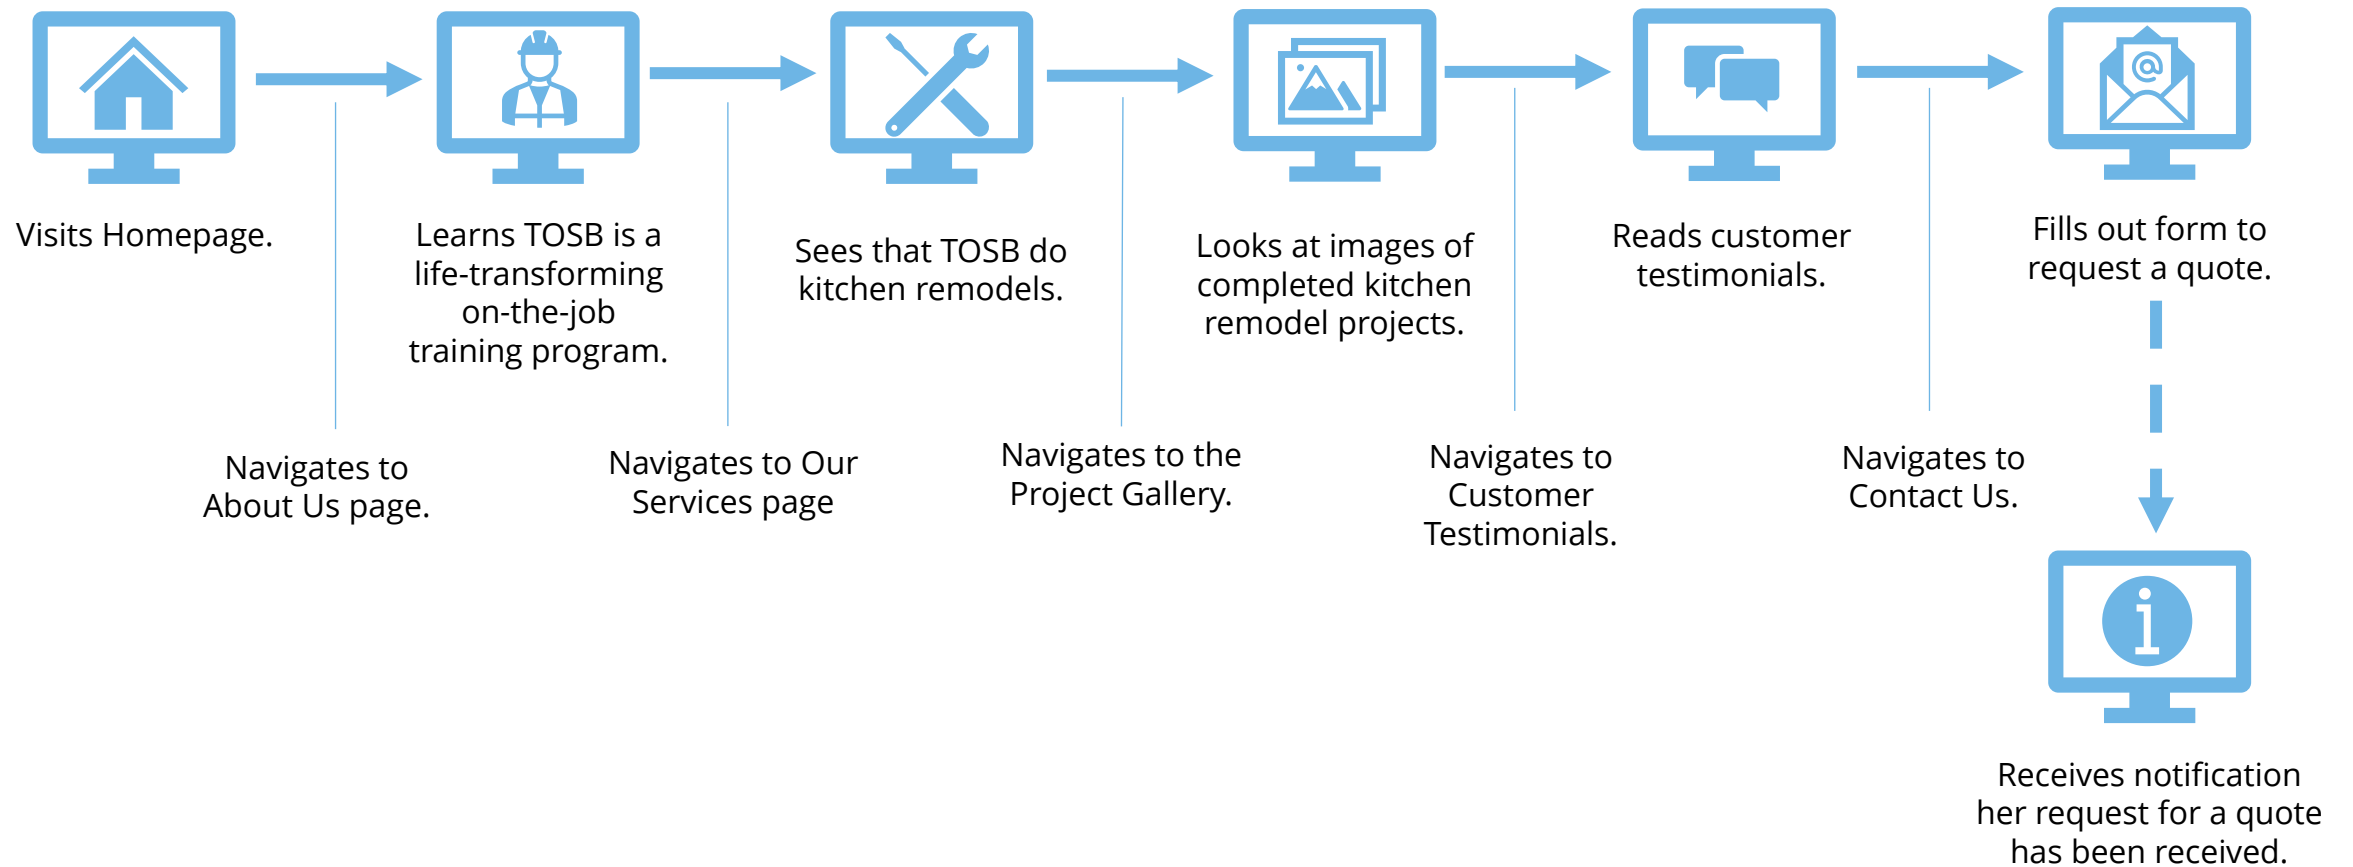 Visits Homepage.
Learns TOSB is a
life-transforming
on-the-job
training program.
Sees that TOSB do
kitchen remodels.
Looks at images of
completed kitchen
remodel projects.
Reads customer
testimonials.
Fills out form to
request a quote.
Navigates to
About Us page.
Navigates to Our
Services page
Navigates to the
Project Gallery.
Navigates to
Customer
Testimonials.
Navigates to
Contact Us.
Receives notification
her request for a quote
has been received.